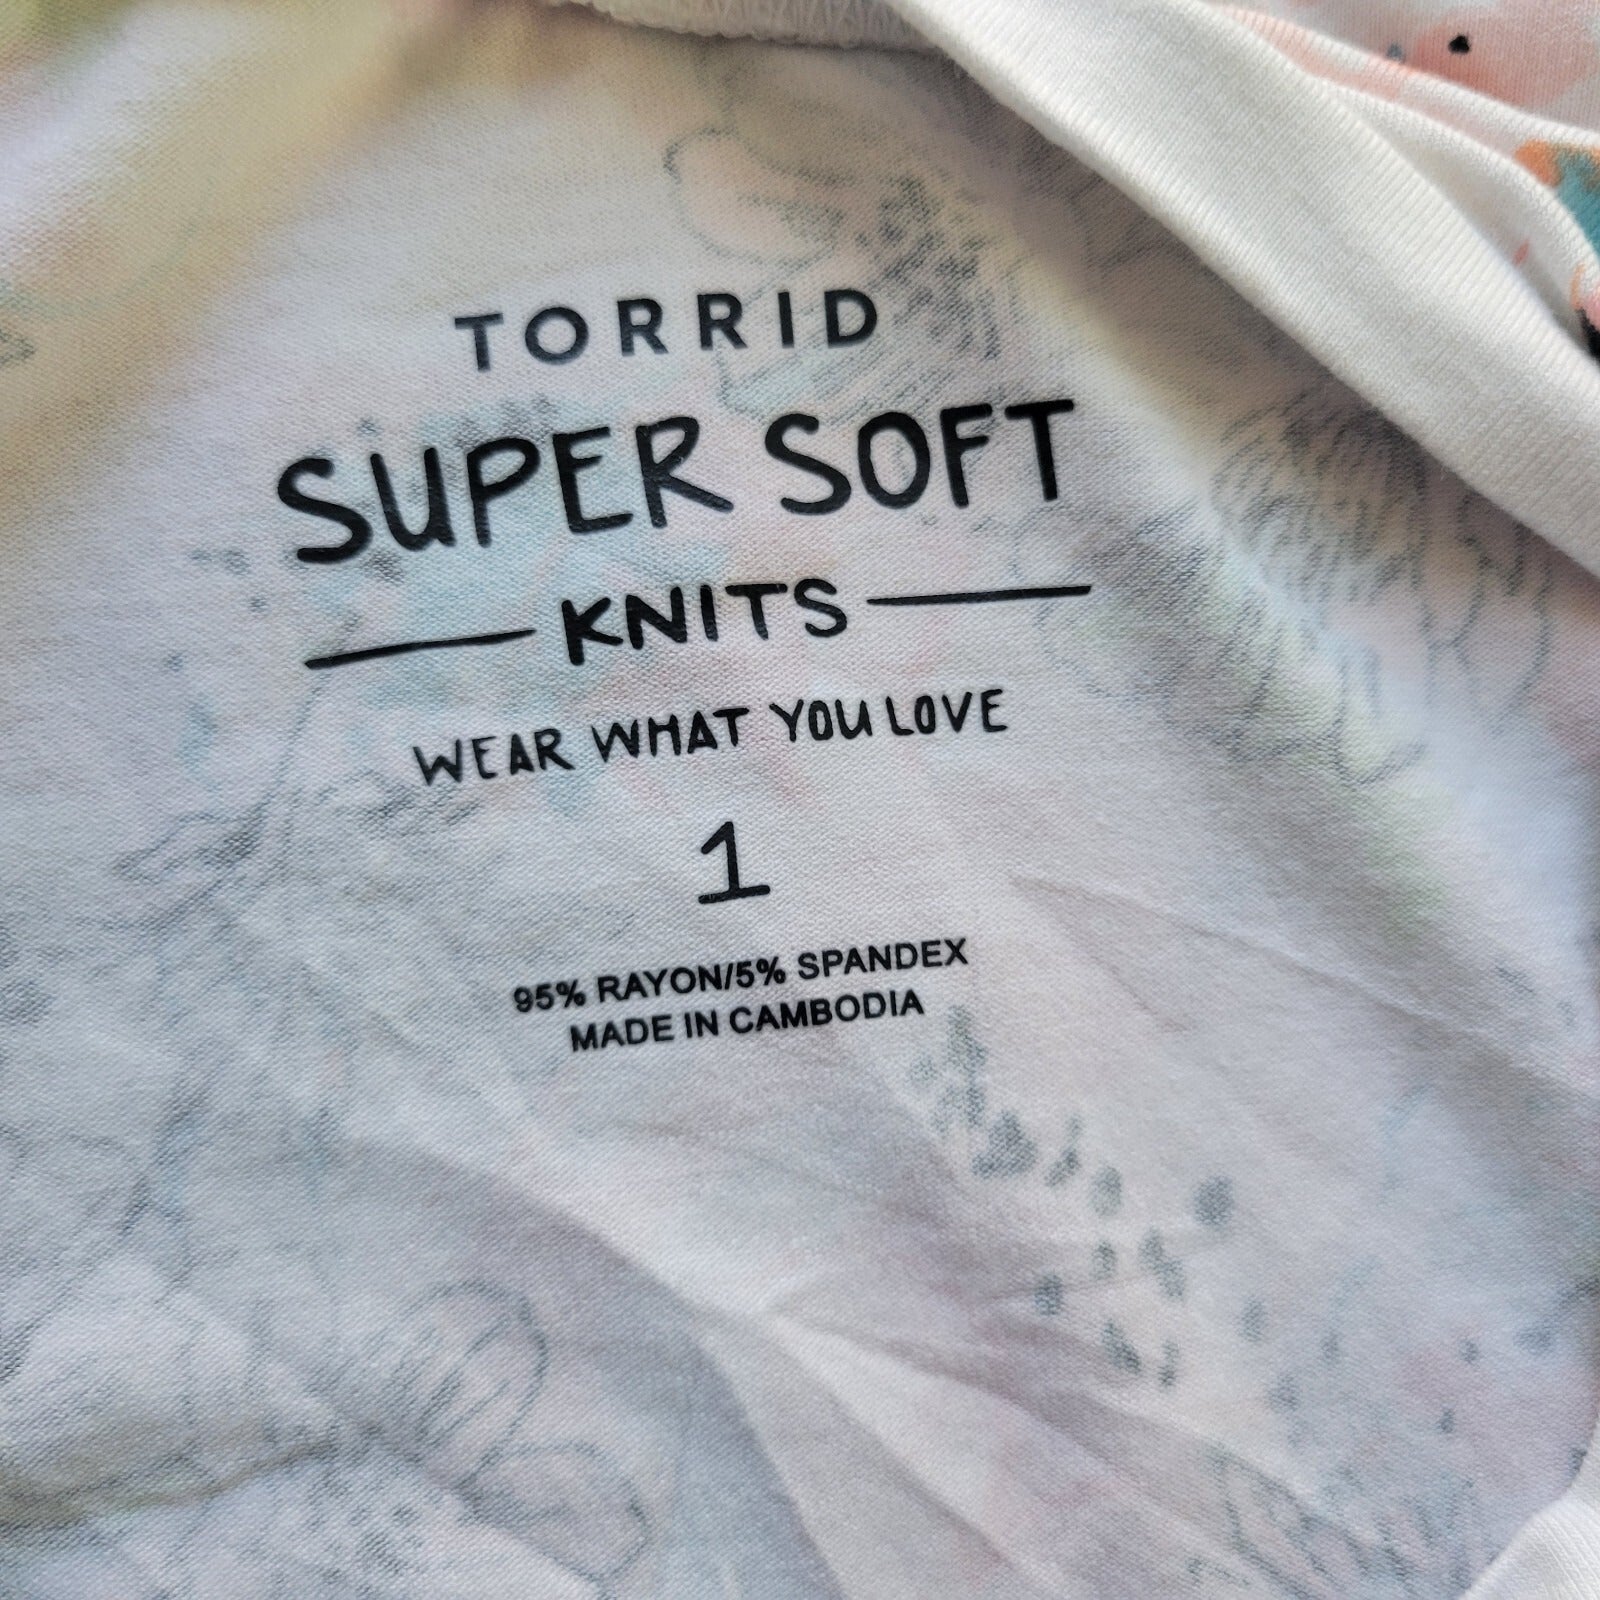 TORRID
SUPER SOFT
KNITS
WEAR WHAT YOU LOVE
1
95% RAYON/5% SPANDEX
MADE IN CAMBODIA